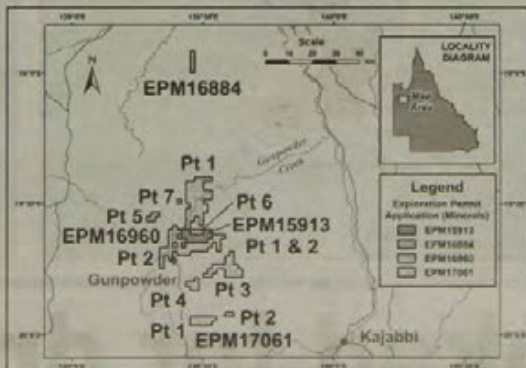 Scale
LOCALITY
DIAGRAM
Map
Area
EPM16884
Gunpowder
Creek
Pt 1
Pt 7
Pt 6
Pt 5
EPM15913
EPM16960
Pt 1 & 2
Pt 2
Gunpowder
Pt 3
Pt 4
Pt 2
Pt 1
EPM17061
Kajabbi
Legend
Exploration Permit
Application (Minerals)
EPM15913
EPM16884
EPM16960
EPM17061